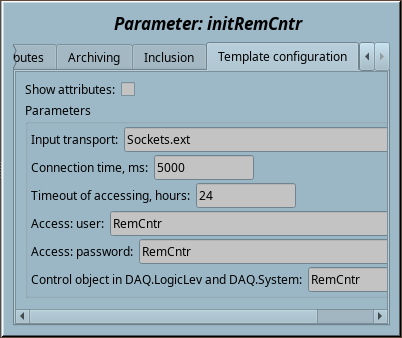 Parameter: initRemCntr
butes Archiving Inclusion Template configuration
Show attributes:
Parameters
Input transport: Sockets.ext
Connection time, ms: 5000
Timeout of accessing, hours: 24
Access: user: RemCntr
Access: password: RemCntr
Control object in DAQ.LogicLev and DAQ.System: RemCntr